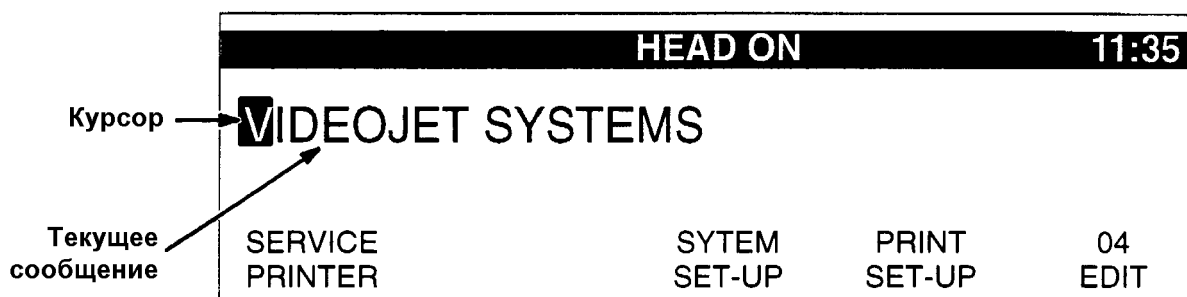 HEAD ON 11:35
Курсор VIDEOJET SYSTEMS
Текущее сообщение
SERVICE PRINTER
SYTEM SET-UP
PRINT SET-UP
04 EDIT